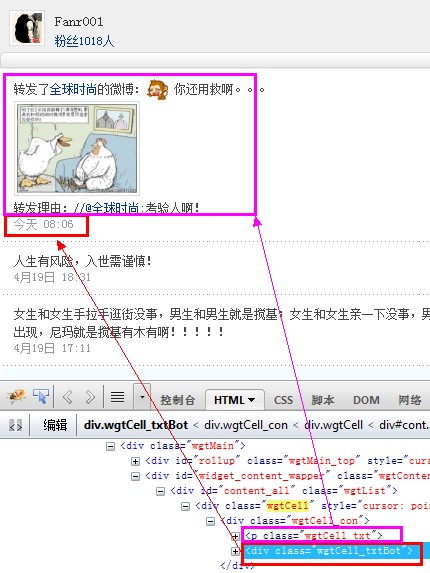 Fanr001
粉丝1018人
转发了全球时尚的微博: 你还用救啊。。。
转发理由: //@全球时尚:考验人啊!
今天 08:06
人生有风险，入世需谨慎!
4月19日 18:31
女生和女生手拉手逛街没事，男生和男生就是搅基；女生和女生亲一下没事，男
出现，尼玛就是搅基有木有啊！！！！！
4月19日 17:11
控制台 HTML CSS 脚本 DOM 网络
编辑 div.wgtCell_txtBot < div.wgtCell_con < div.wgtCell < div#cont.
<div class="wgtMain">
<div id="rollup" class="wgtMain_top" style="cursor
<div id="widget_content_wapper" class="wgtConten
<div id="content_all" class="wgtList">
<div class="wgtCell" style="cursor: poin
<div class="wgtCell_con">
<p class="wgtCell_txt">
<div class="wgtCell_txtBot">
</div>